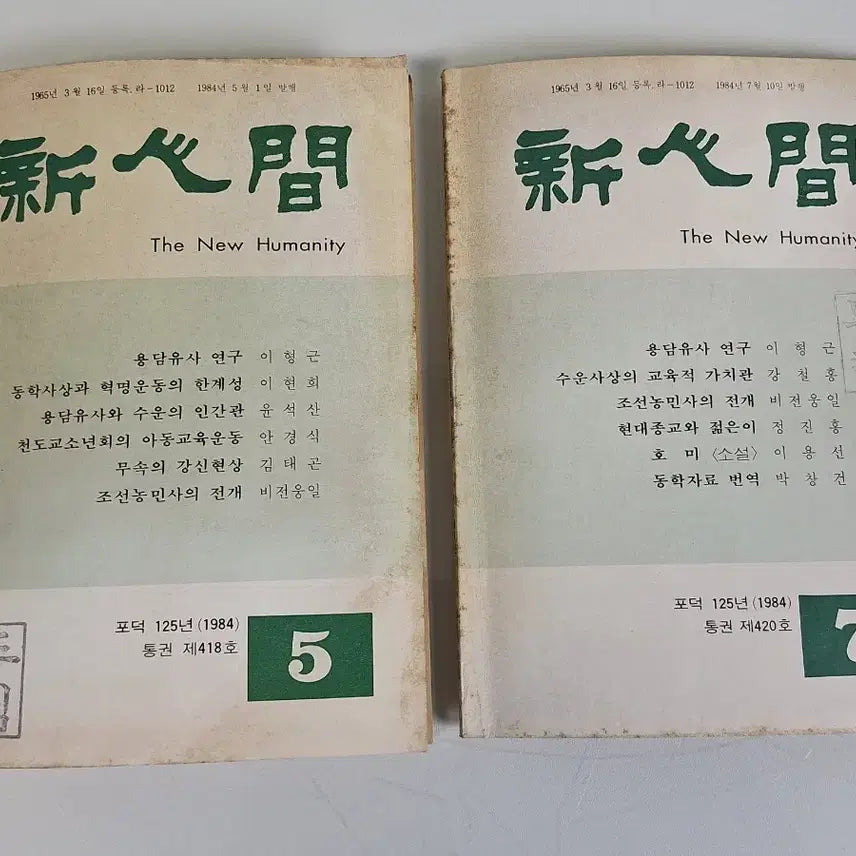 1965년 3월 16일 등록. 라-1012 1984년 5월 1일 발행
新人間
The New Humanity
용담유사 연구 이형근
동학사상과 혁명운동의 한계성 이현희
용담유사와 수운의 인간관 윤석산
천도교소년회의 아동교육운동 안경식
무속의 강신현상 김태곤
조선농민사의 전개 비전웅일
포덕 125년 (1984)
통권 제418호
5
1965년 3월 16일 등록. 라-1012 1984년 7월 10일 발행
新人間
The New Humanity
용담유사 연구 이형근
수운사상의 교육적 가치관 강철홍
조선농민사의 전개 비전웅일
현대종교와 젊은이 정진홍
호미 〈소설〉 이용선
동학자료 번역 박창건
포덕 125년 (1984)
통권 제420호
7